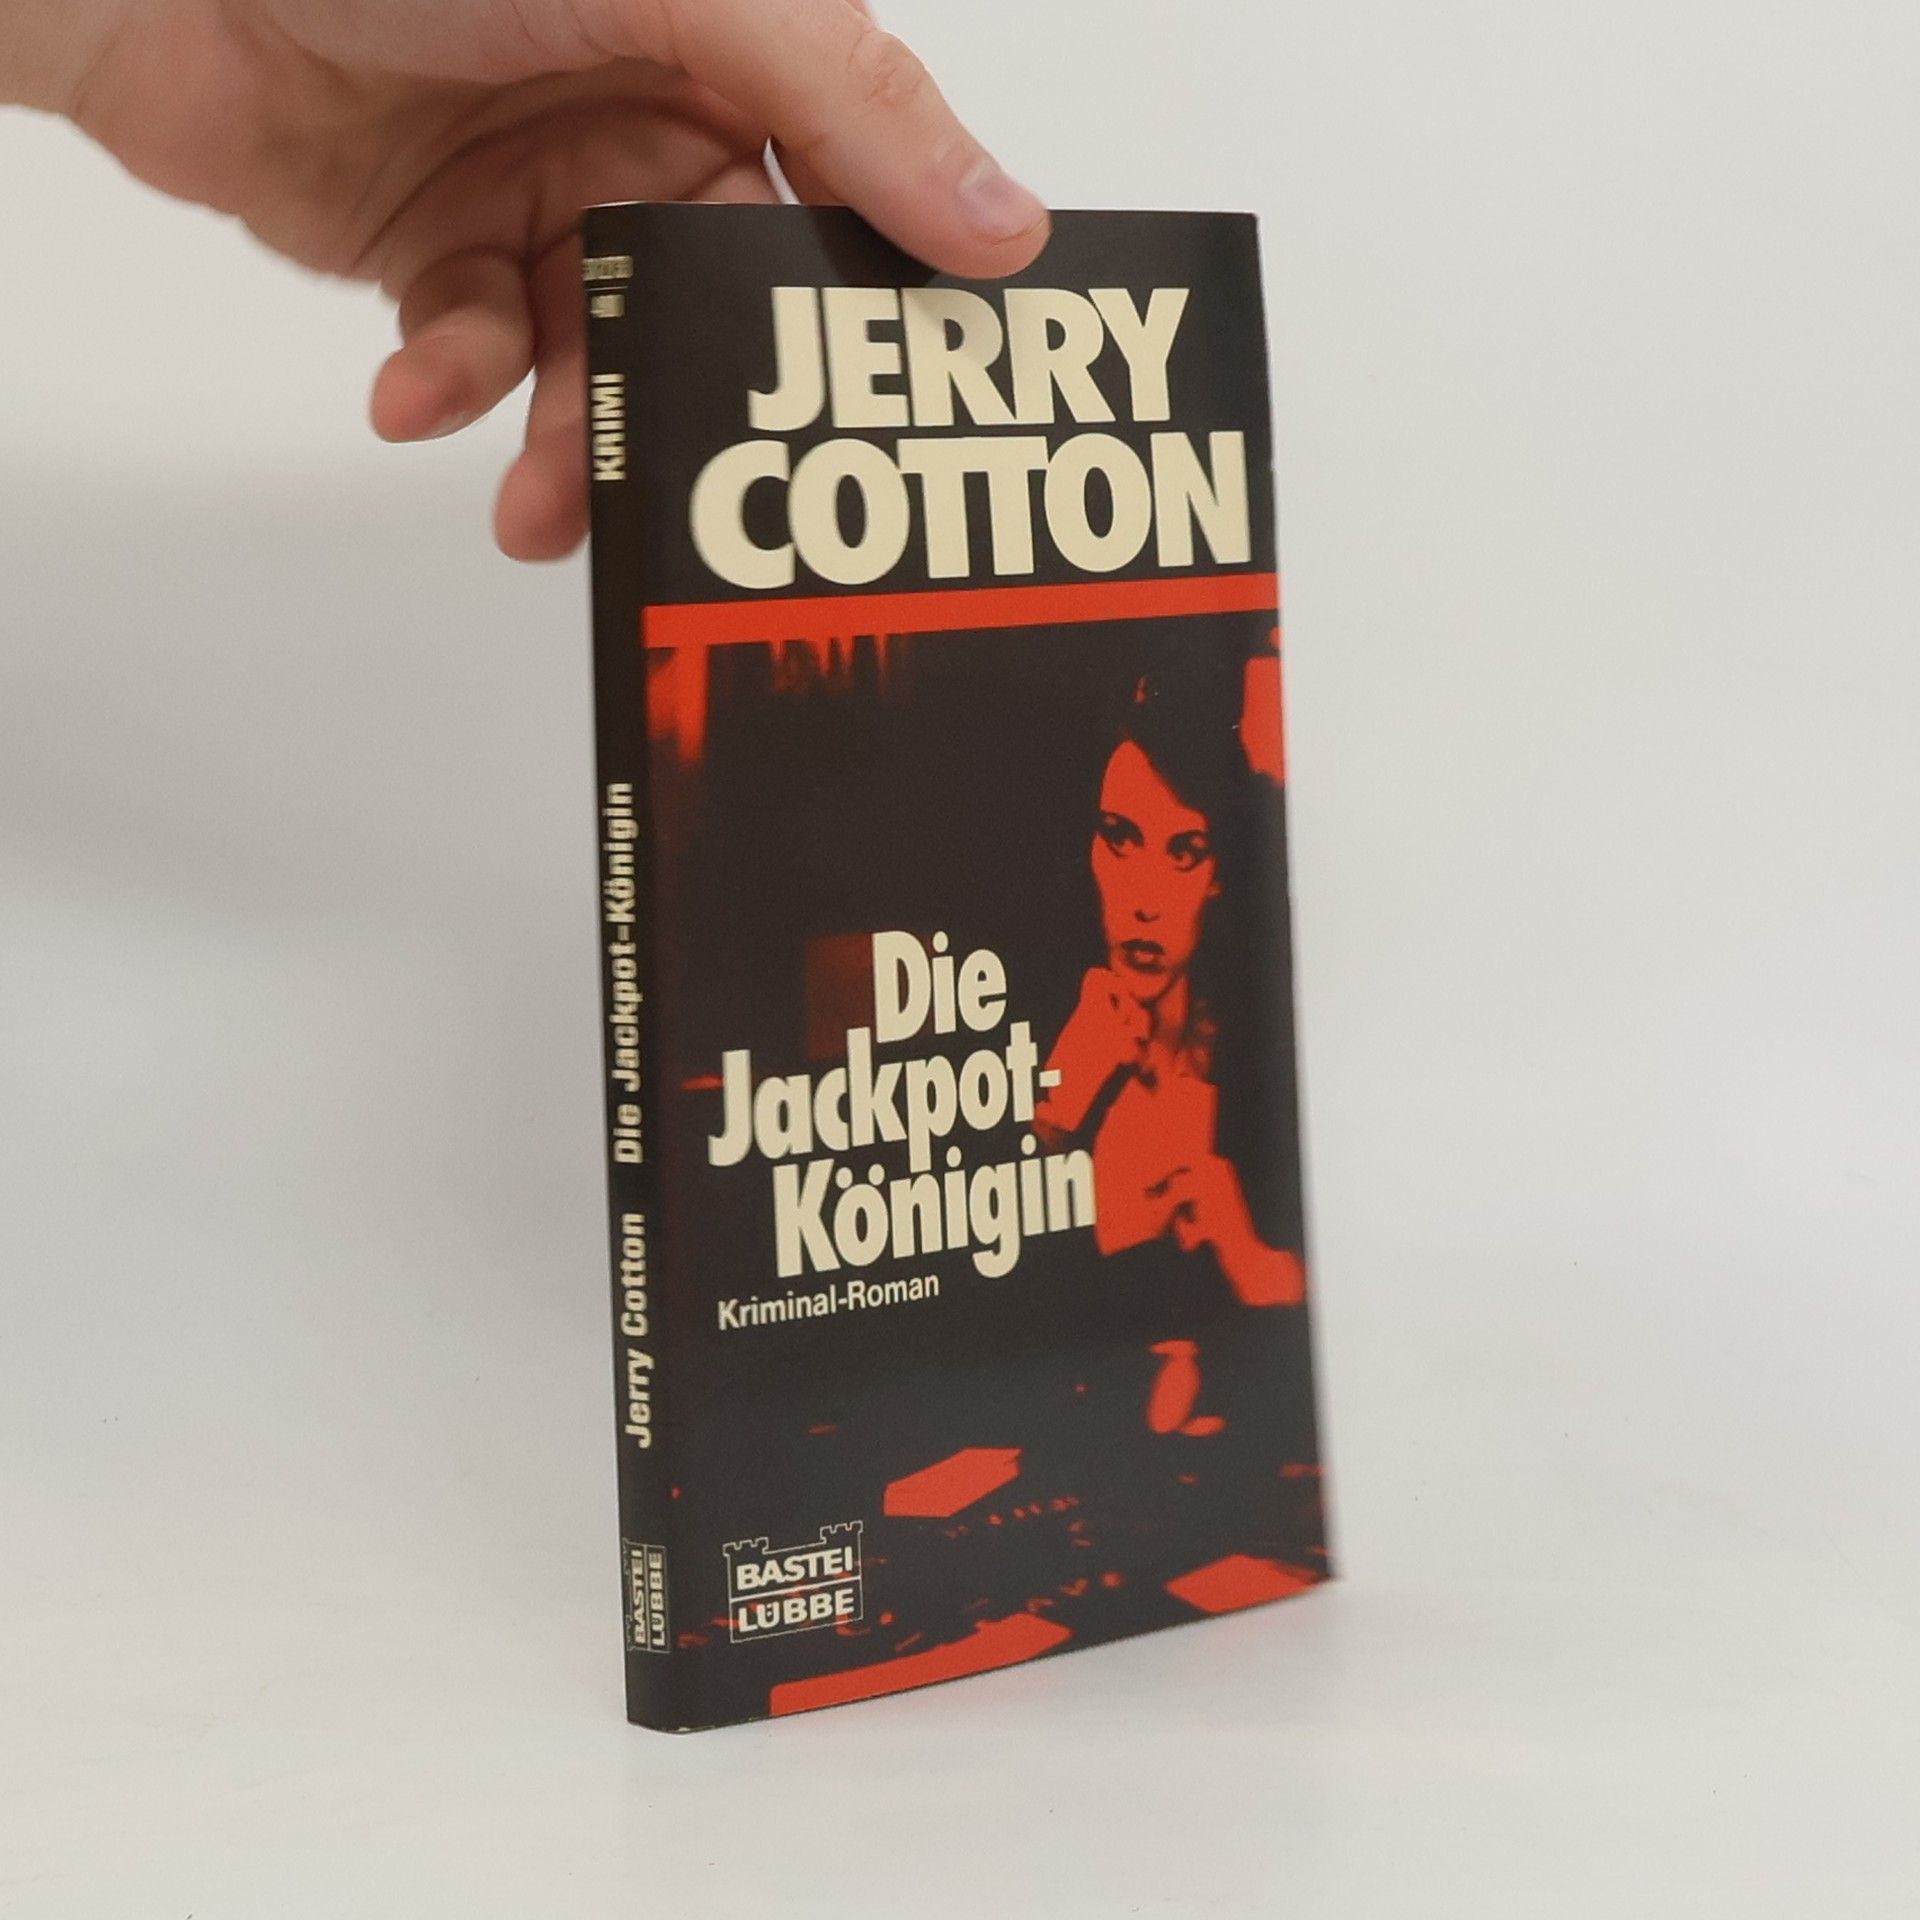 JERRY
COTTON
Die
Jackpot-
Königin
Kriminal-Roman
BASTEI
LÜBBE
KRIMI
Die Jackpot-Königin
Jerry Cotton
BASTEI
LÜBBE